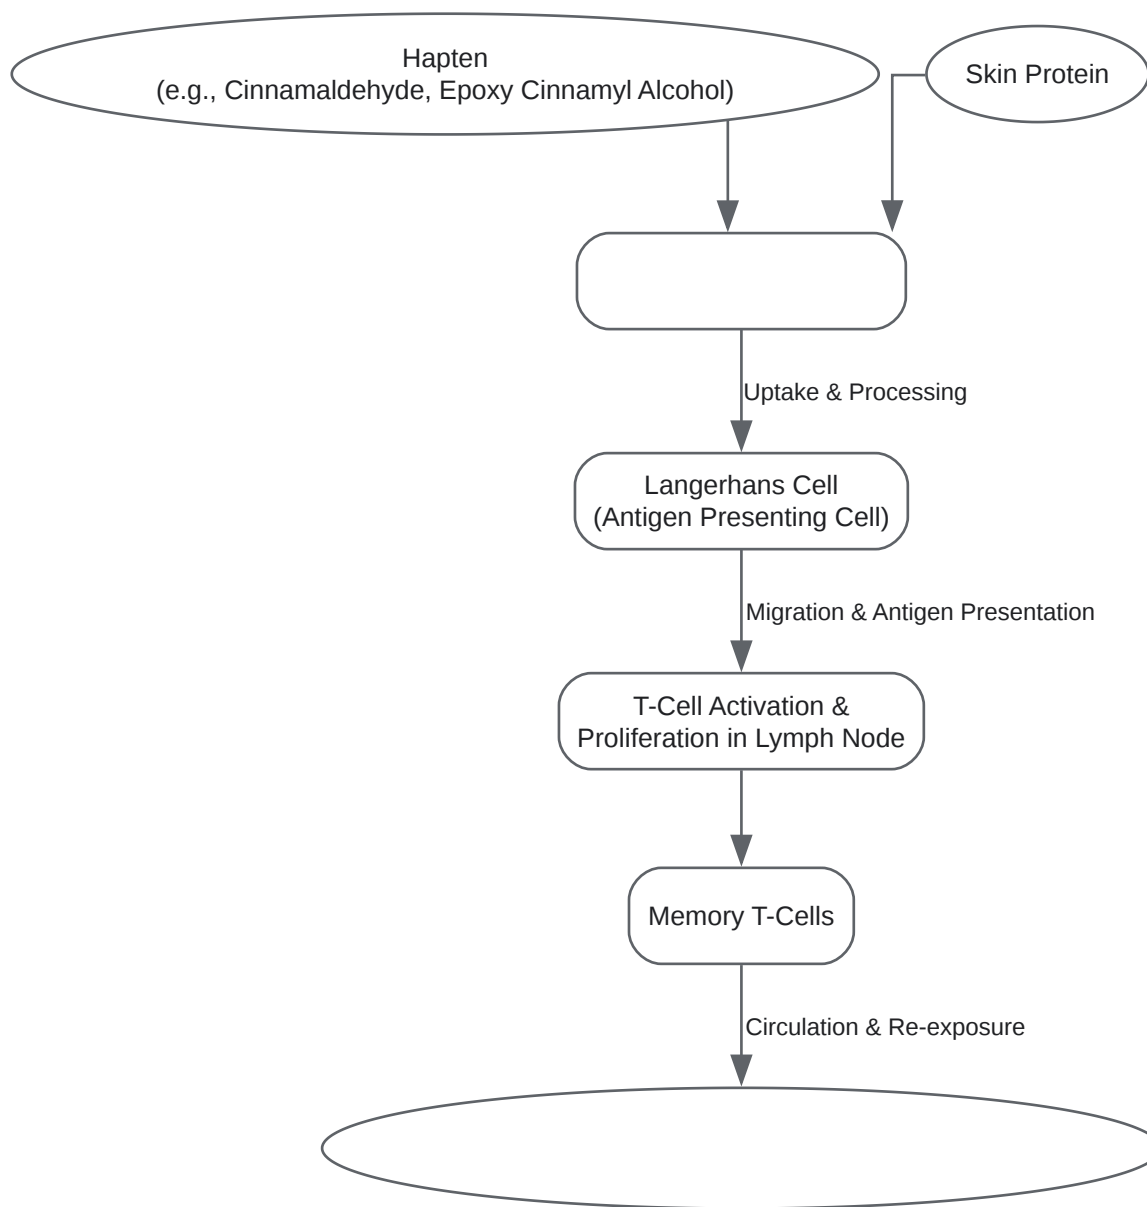 Hapten
(e.g., Cinnamaldehyde, Epoxy Cinnamyl Alcohol)
Skin Protein
Uptake & Processing
Langerhans Cell
(Antigen Presenting Cell)
Migration & Antigen Presentation
T-Cell Activation &
Proliferation in Lymph Node
Memory T-Cells
Circulation & Re-exposure